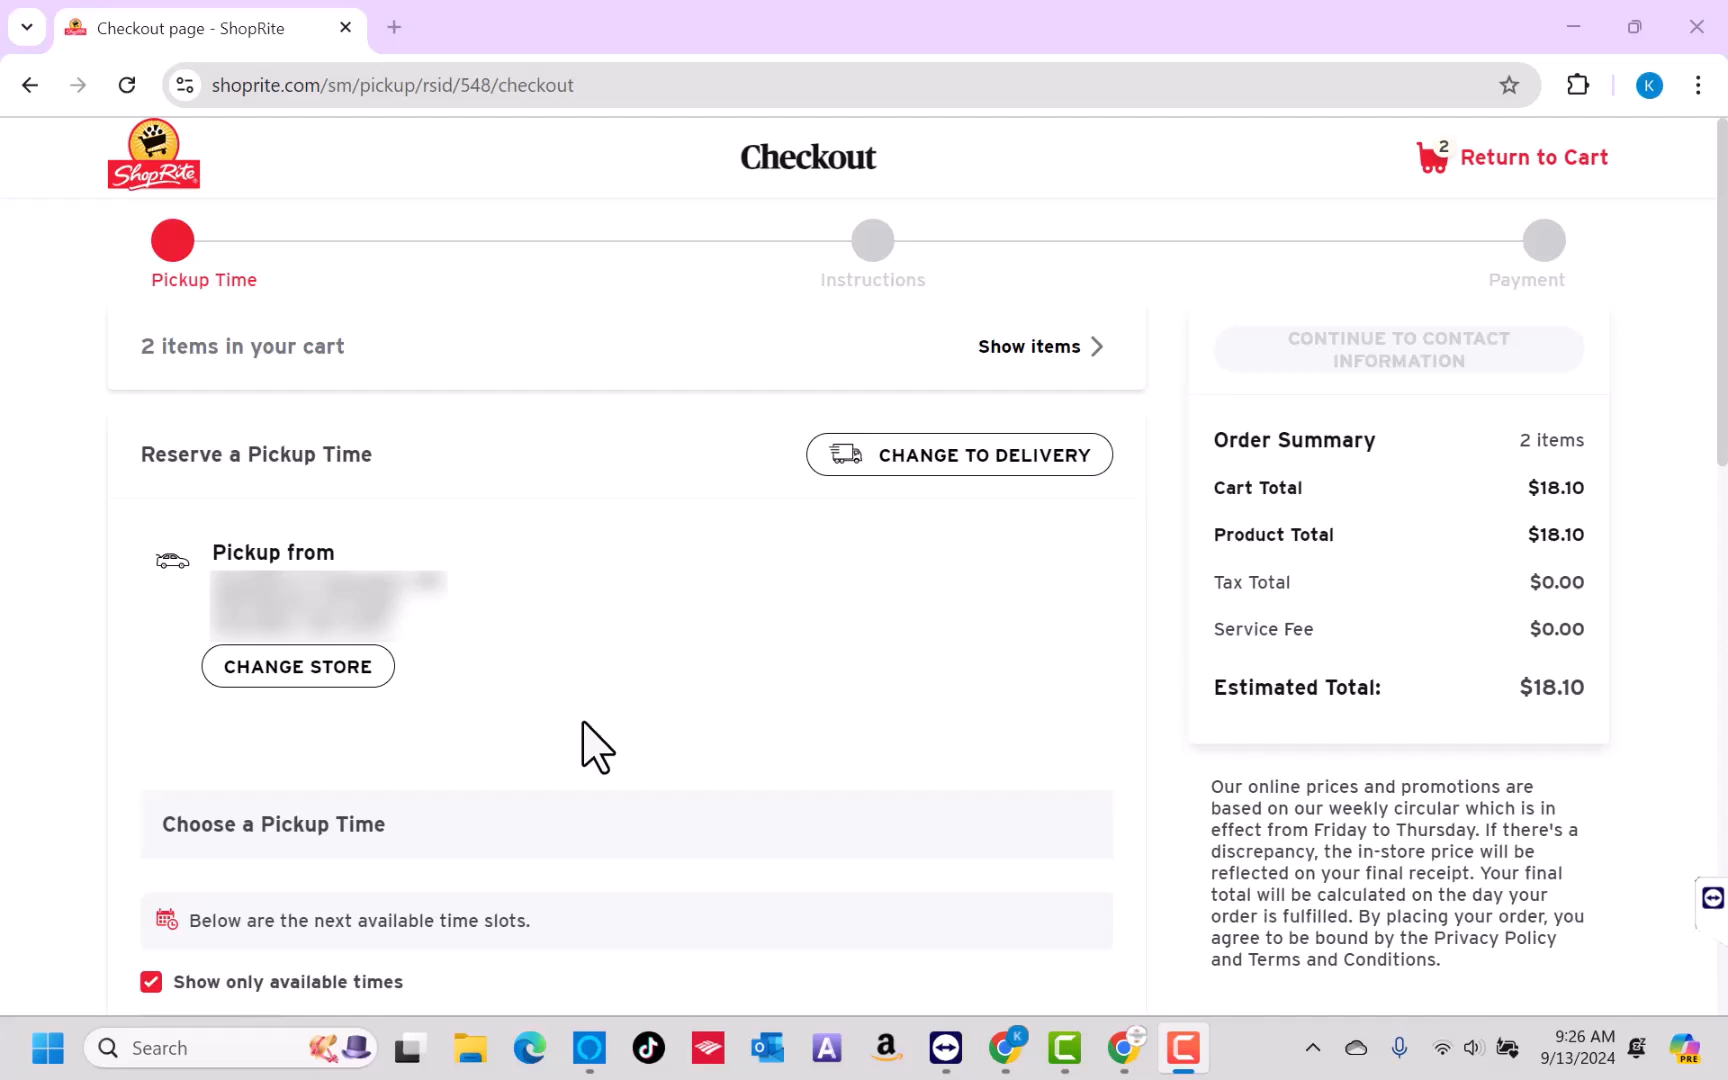 Checkout page - ShopRite
shoprite.com/sm/pickup/rsid/548/checkout
K
ShopRite
Checkout
2
Return to Cart
Pickup Time
Instructions
Payment
2 items in your cart
Show items
CONTINUE TO CONTACT
INFORMATION
Reserve a Pickup Time
CHANGE TO DELIVERY
Pickup from
CHANGE STORE
Order Summary 2 items
Cart Total $18.10
Product Total $18.10
Tax Total $0.00
Service Fee $0.00
Estimated Total: $18.10
Choose a Pickup Time
Below are the next available time slots.
Show only available times
Our online prices and promotions are
based on our weekly circular which is in
effect from Friday to Thursday. If there's a
discrepancy, the in-store price will be
reflected on your final receipt. Your final
total will be calculated on the day your
order is fulfilled. By placing your order, you
agree to be bound by the Privacy Policy
and Terms and Conditions.
Search
K
9:26 AM
9/13/2024
PRE